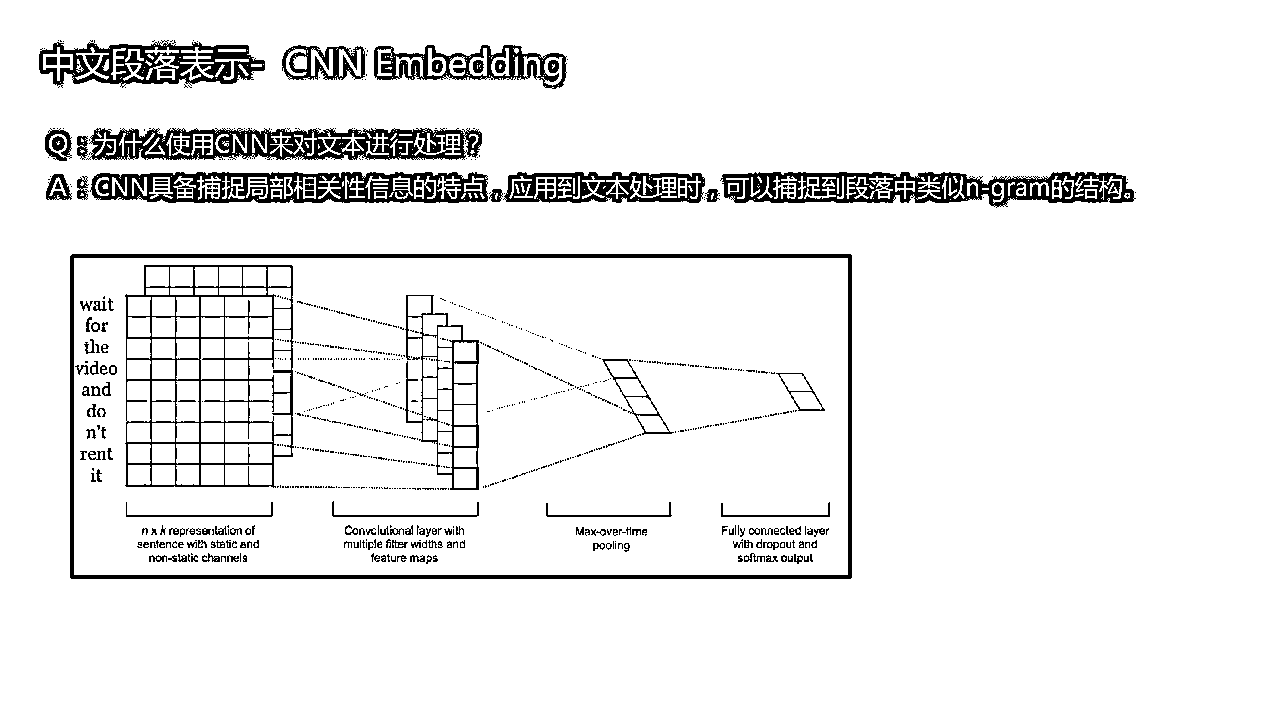 中文段落表示- CNN Embedding
Q：为什么使用CNN来对文本进行处理？
A：CNN具备捕捉局部相关性信息的特点，应用到文本处理时，可以捕捉到段落中类似n-gram的结构。
wait
for
the
video
and
do
n't
rent
it
n x k representation of
sentence with static and
non-static channels
Convolutional layer with
multiple filter widths and
feature maps
Max-over-time
pooling
Fully connected layer
with dropout and
softmax output